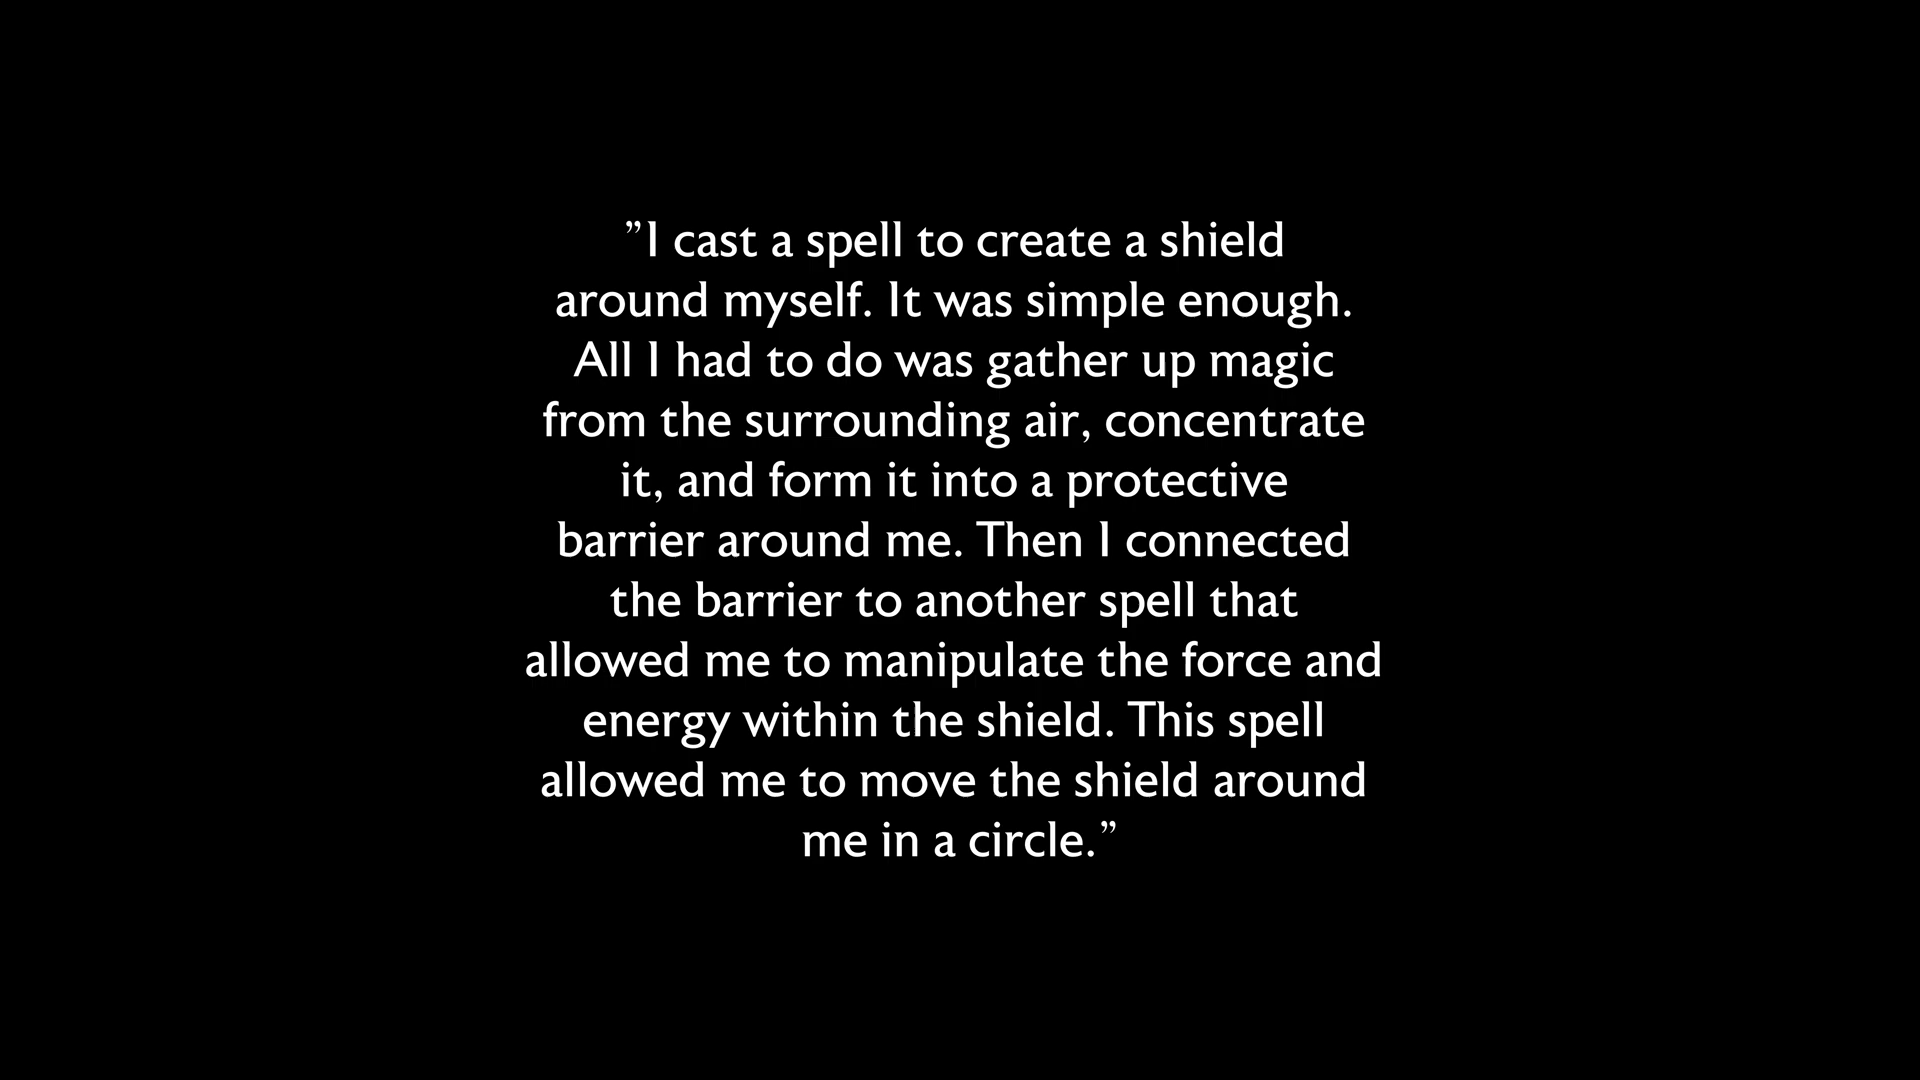 ”I cast a spell to create a shield
around myself. It was simple enough.
All I had to do was gather up magic
from the surrounding air, concentrate
it, and form it into a protective
barrier around me. Then I connected
the barrier to another spell that
allowed me to manipulate the force and
energy within the shield. This spell
allowed me to move the shield around
me in a circle.”